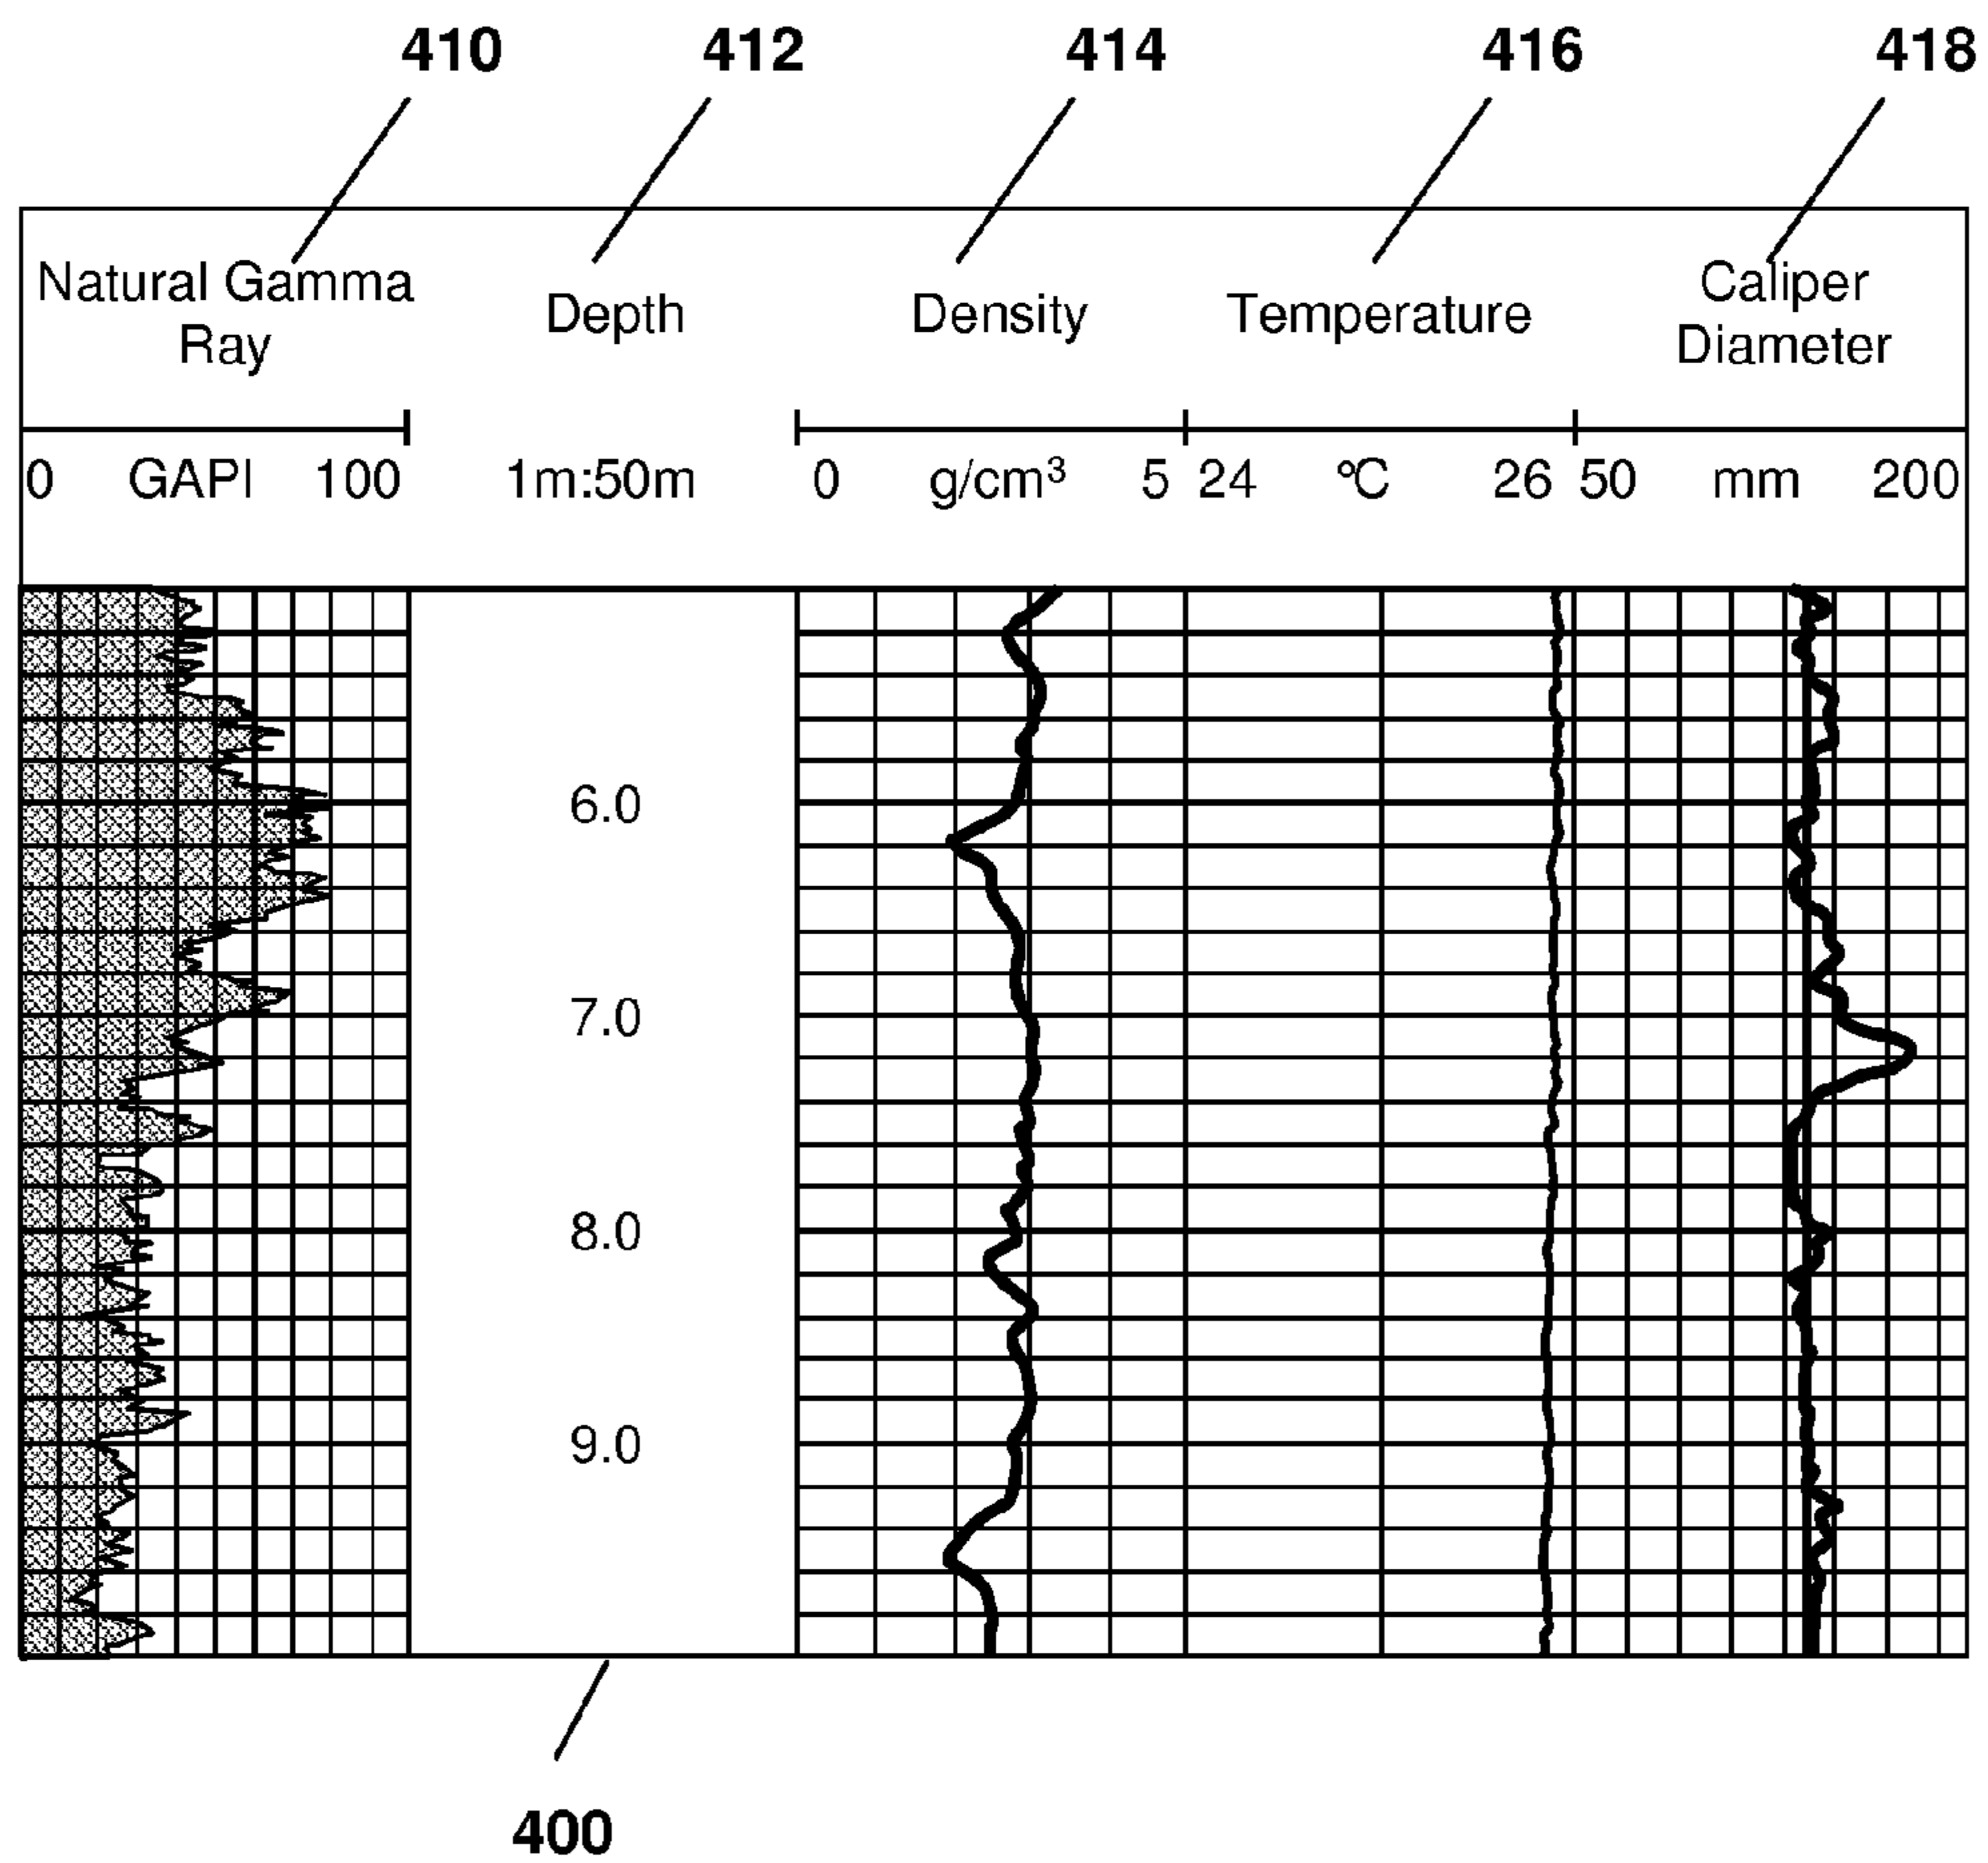 410 412 414 416 418
Natural Gamma Ray
Depth
Density
Temperature
Caliper Diameter
0 GAPI 100 1m:50m 0 g/cm³ 5 24 °C 26 50 mm 200
6.0
7.0
8.0
9.0
400